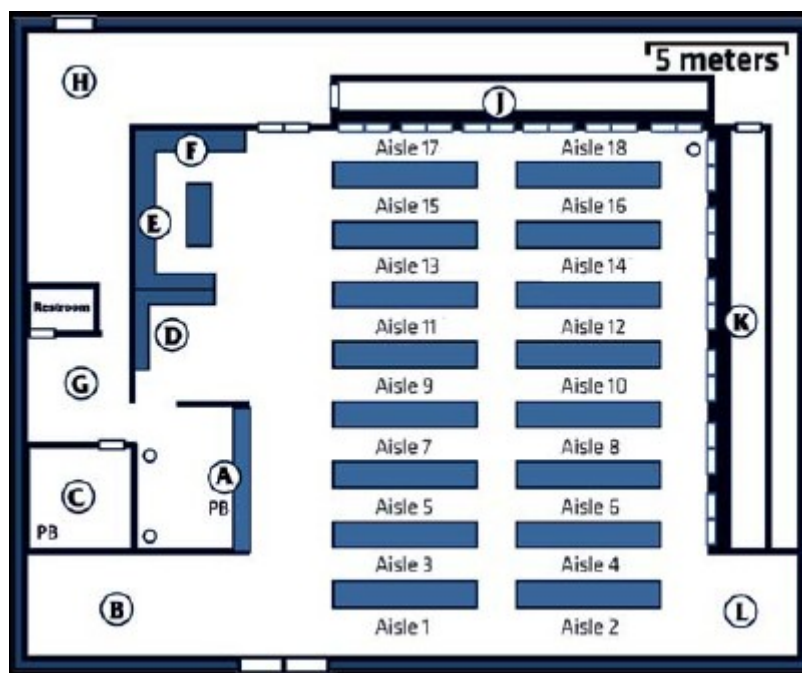 5 meters
H
J
F
Aisle 17
Aisle 18
E
Aisle 15
Aisle 16
Aisle 13
Aisle 14
Restroom
D
K
Aisle 11
Aisle 12
G
Aisle 9
Aisle 10
Aisle 7
Aisle 8
A
C
PB
PB
Aisle 5
Aisle 6
Aisle 3
Aisle 4
B
L
Aisle 1
Aisle 2